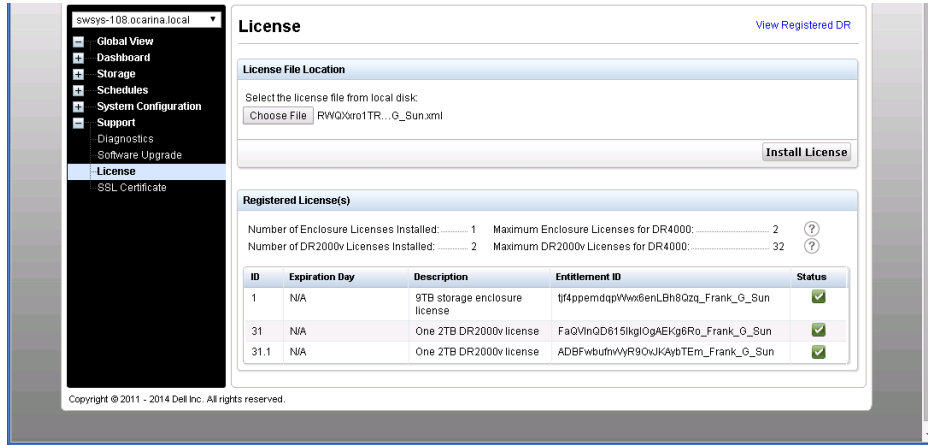 swsys-108.ocarina.local
Global View
Dashboard
Storage
Schedules
System Configuration
Support
Diagnostics
Software Upgrade
License
SSL Certificate
License
View Registered DR
License File Location
Select the license file from local disk:
Choose File RWQXxro1TR...G_Sun.xml
Install License
Registered License(s)
Number of Enclosure Licenses Installed: 1 Maximum Enclosure Licenses for DR4000: 2 ?
Number of DR2000v Licenses Installed: 2 Maximum DR2000v Licenses for DR4000: 32 ?
ID Expiration Day Description Entitlement ID Status
1 N/A 9TB storage enclosure license tjf4ppemdqpWwx6enLBh8Qzq_Frank_G_Sun
31 N/A One 2TB DR2000v license FaQVlnQD615IkglOgAEKg6Ro_Frank_G_Sun
31.1 N/A One 2TB DR2000v license ADBFwbufnWyR9OvJKAybTEm_Frank_G_Sun
Copyright © 2011 - 2014 Dell Inc. All rights reserved.